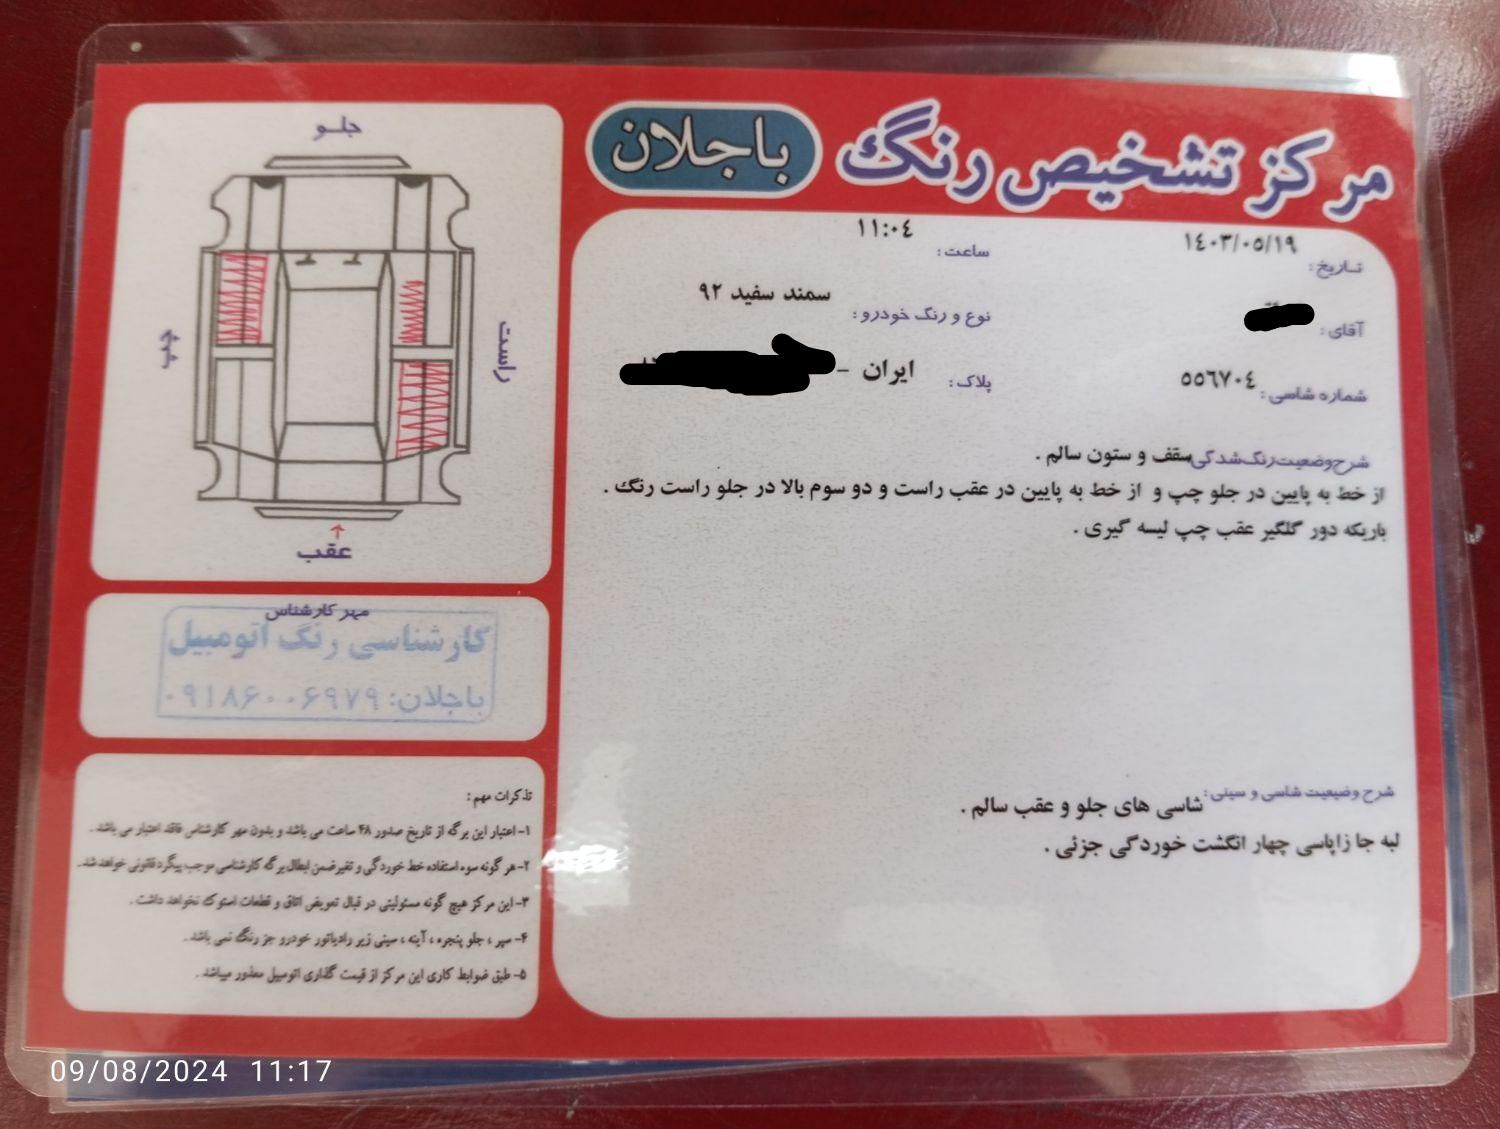 مرکز تشخیص رنگ باجلان
تاریخ: ۱٤۰۳/۰۵/۱۹
ساعت: ۱۱:۰٤
آقای:
نوع و رنگ خودرو: سمند سفید ۹۲
شماره شاسی: ۵۵٦۷۰٤
پلاک: ایران -
شرح وضعیت رنگ شدگی سقف و ستون سالم .
از خط به پایین در جلو چپ و از خط به پایین در عقب راست و دو سوم بالا در جلو راست رنگ .
باریکه دور گلگیر عقب چپ لیسه گیری .
شرح وضیعیت شاسی و سینی: شاسی های جلو و عقب سالم .
لبه جا زاپاسی چهار انگشت خوردگی جزئی .
جلو
چپ
راست
عقب
مهر کارشناس
کارشناسی رنگ اتومبیل
باجلان: ۰۹۱۸۶۰۰۶۹۷۹
تذکرات مهم:
۱- اعتبار این برگه از تاریخ صدور ۴۸ ساعت می باشد و بدون مهر کارشناس فاقد اعتبار می باشد.
۲- هر گونه سوء استفاده خط خوردگی و تغیر ضمن ابطال برگه کارشناسی موجب پیگرد قانونی خواهد شد.
۳- این مرکز هیچ گونه مسئولیتی در قبال تعویض اتاق و قطعات استوک نخواهد داشت.
۴- سپر ، جلو پنجره ، آینه ، سینی زیر رادیاتور خودرو جز رنگ نمی باشد.
۵- طبق ضوابط کاری این مرکز از قیمت گذاری اتومبیل معذور میباشد.
09/08/2024 11:17